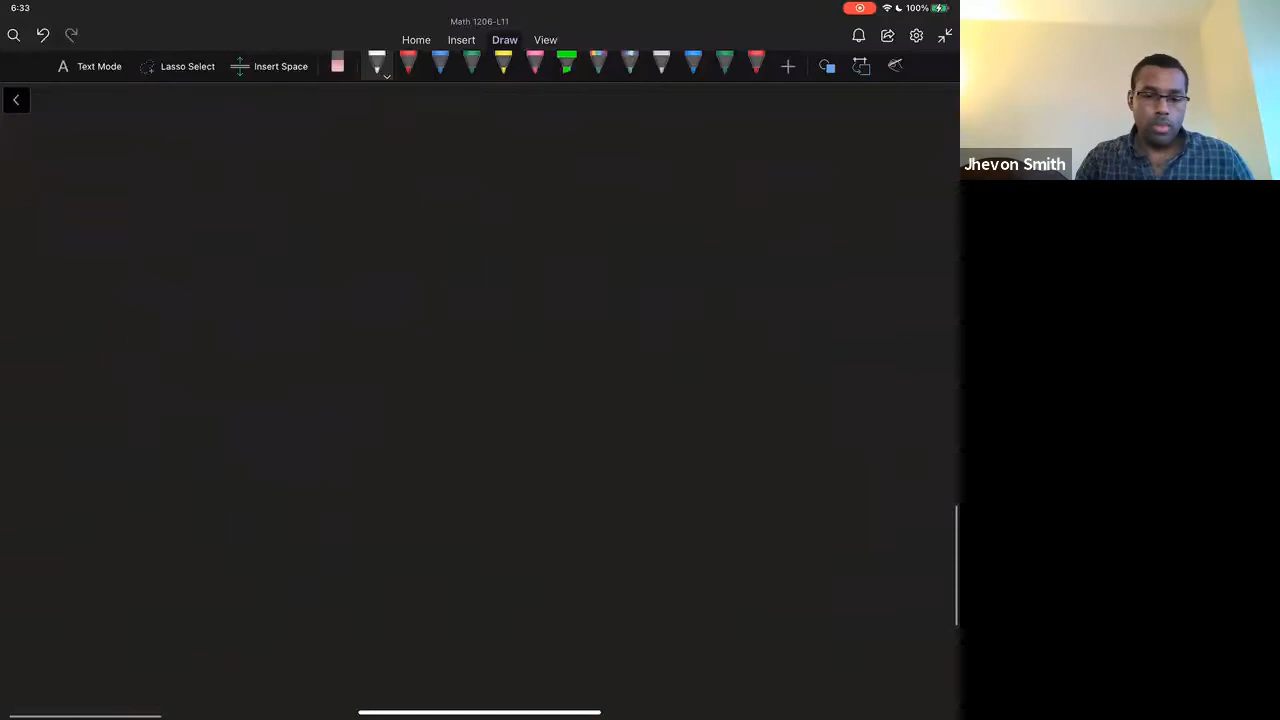 6:33
100%
Math 1206-L11
Home Insert Draw View
A Text Mode Lasso Select Insert Space
Jhevon Smith